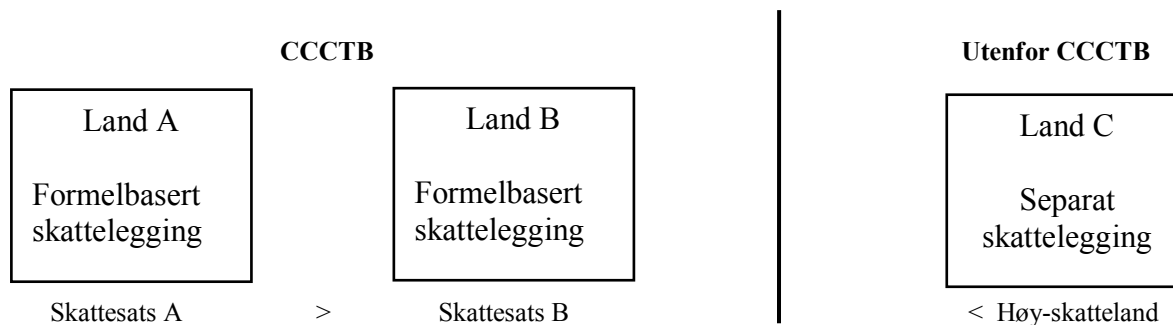 CCCTB
Utenfor CCCTB
Land A
Land B
Land C
Formelbasert
skattelegging
Formelbasert
skattelegging
Separat
skattelegging
Skattesats A > Skattesats B < Høy-skatteland